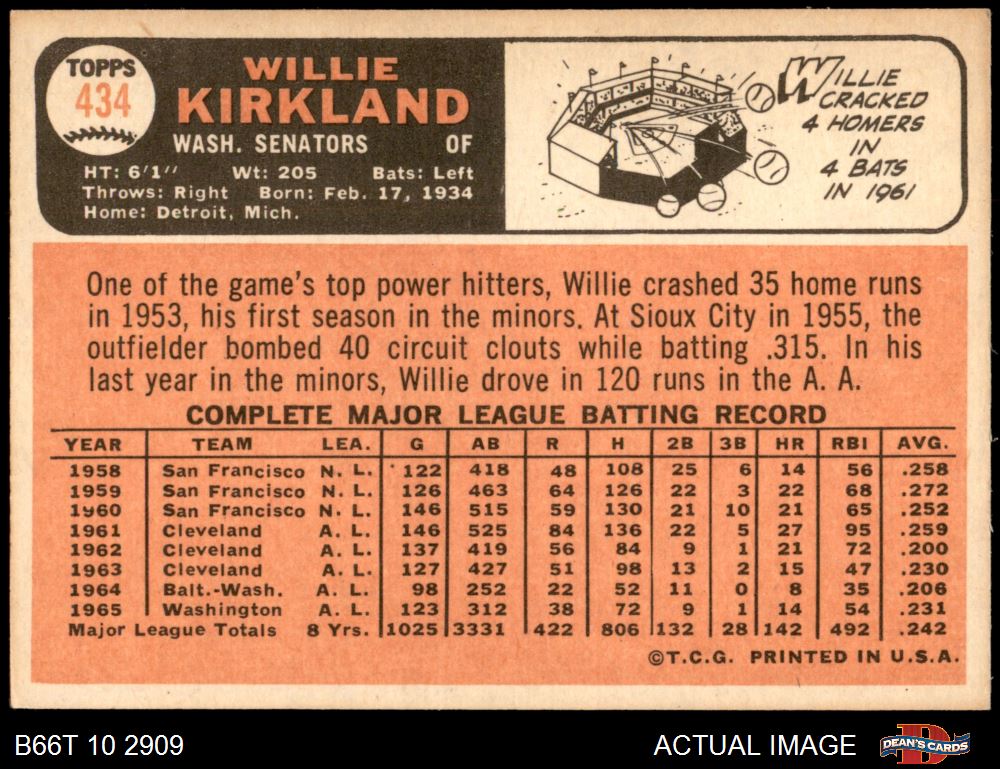 TOPPS
434
WILLIE
KIRKLAND
WASH. SENATORS OF
HT: 6'1" Wt: 205 Bats: Left
Throws: Right Born: Feb. 17, 1934
Home: Detroit, Mich.
WILLIE
CRACKED
4 HOMERS
IN
4 BATS
IN 1961
One of the game's top power hitters, Willie crashed 35 home runs
in 1953, his first season in the minors. At Sioux City in 1955, the
outfielder bombed 40 circuit clouts while batting .315. In his
last year in the minors, Willie drove in 120 runs in the A. A.
COMPLETE MAJOR LEAGUE BATTING RECORD
YEAR TEAM LEA. G AB R H 2B 3B HR RBI AVG.
1958 San Francisco N. L. 122 418 48 108 25 6 14 56 .258
1959 San Francisco N. L. 126 463 64 126 22 3 22 68 .272
1960 San Francisco N. L. 146 515 59 130 21 10 21 65 .252
1961 Cleveland A. L. 146 525 84 136 22 5 27 95 .259
1962 Cleveland A. L. 137 419 56 84 9 1 21 72 .200
1963 Cleveland A. L. 127 427 51 98 13 2 15 47 .230
1964 Balt.-Wash. A. L. 98 252 22 52 11 0 8 35 .206
1965 Washington A. L. 123 312 38 72 9 1 14 54 .231
Major League Totals 8 Yrs. 1025 3331 422 806 132 28 142 492 .242
©T.C.G. PRINTED IN U.S.A.
B66T 10 2909 ACTUAL IMAGE
DEAN'S CARDS